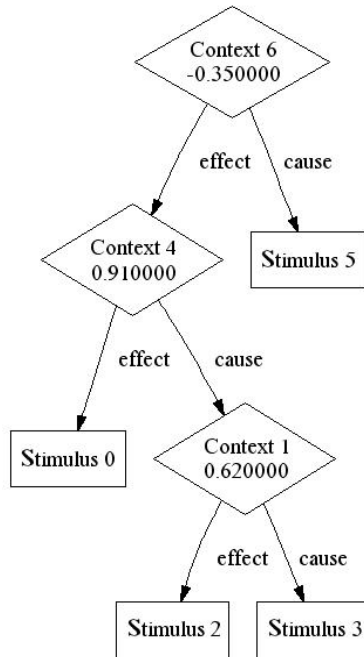 Context 6
-0.350000
effect
cause
Context 4
0.910000
Stimulus 5
effect
cause
Stimulus 0
Context 1
0.620000
effect
cause
Stimulus 2
Stimulus 3